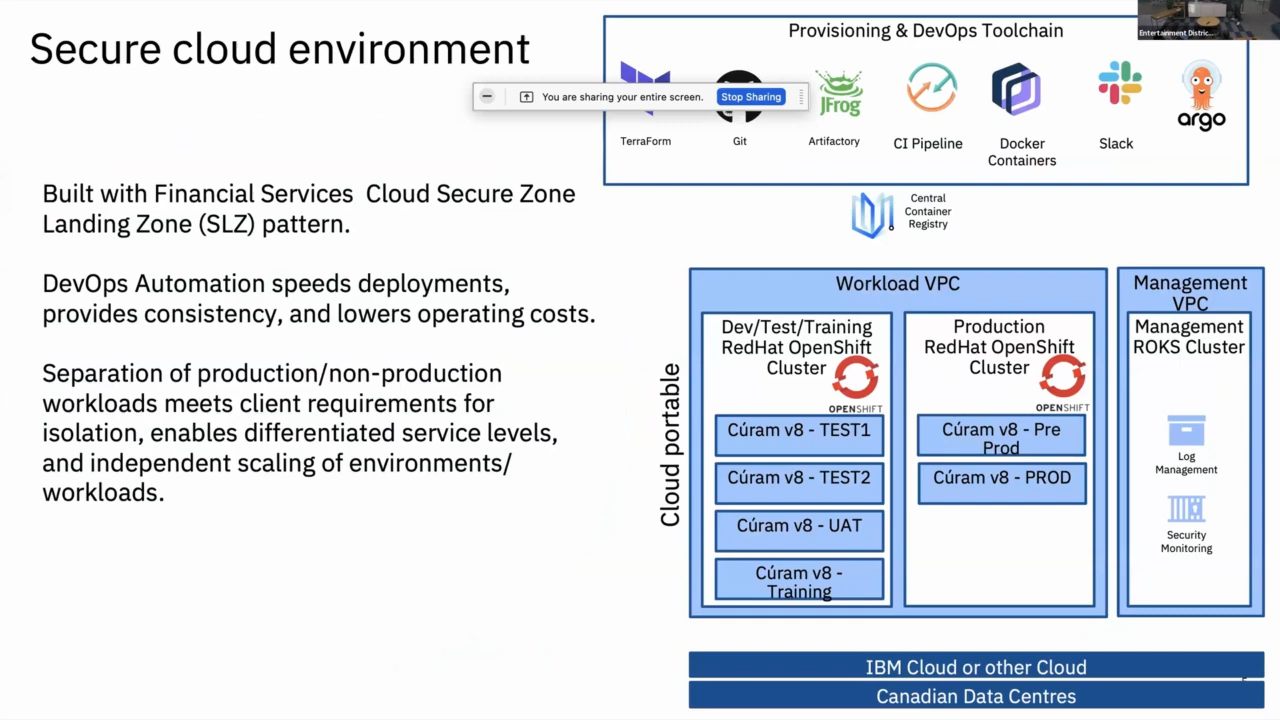 Secure cloud environment
Provisioning & DevOps Toolchain
Entertainment Distric...
You are sharing your entire screen.
Stop Sharing
JFrog
argo
TerraForm
Git
Artifactory
CI Pipeline
Docker
Containers
Slack
Central
Container
Registry
Built with Financial Services  Cloud Secure Zone
Landing Zone (SLZ) pattern.
DevOps Automation speeds deployments,
provides consistency, and lowers operating costs.
Separation of production/non-production
workloads meets client requirements for
isolation, enables differentiated service levels,
and independent scaling of environments/
workloads.
Cloud portable
Workload VPC
Dev/Test/Training
RedHat OpenShift
Cluster
OPENSHIFT
Cúram v8 - TEST1
Cúram v8 - TEST2
Cúram v8 - UAT
Cúram v8 -
Training
Production
RedHat OpenShift
Cluster
OPENSHIFT
Cúram v8 - Pre
Prod
Cúram v8 - PROD
Management
VPC
Management
ROKS Cluster
Log
Management
Security
Monitoring
IBM Cloud or other Cloud
Canadian Data Centres